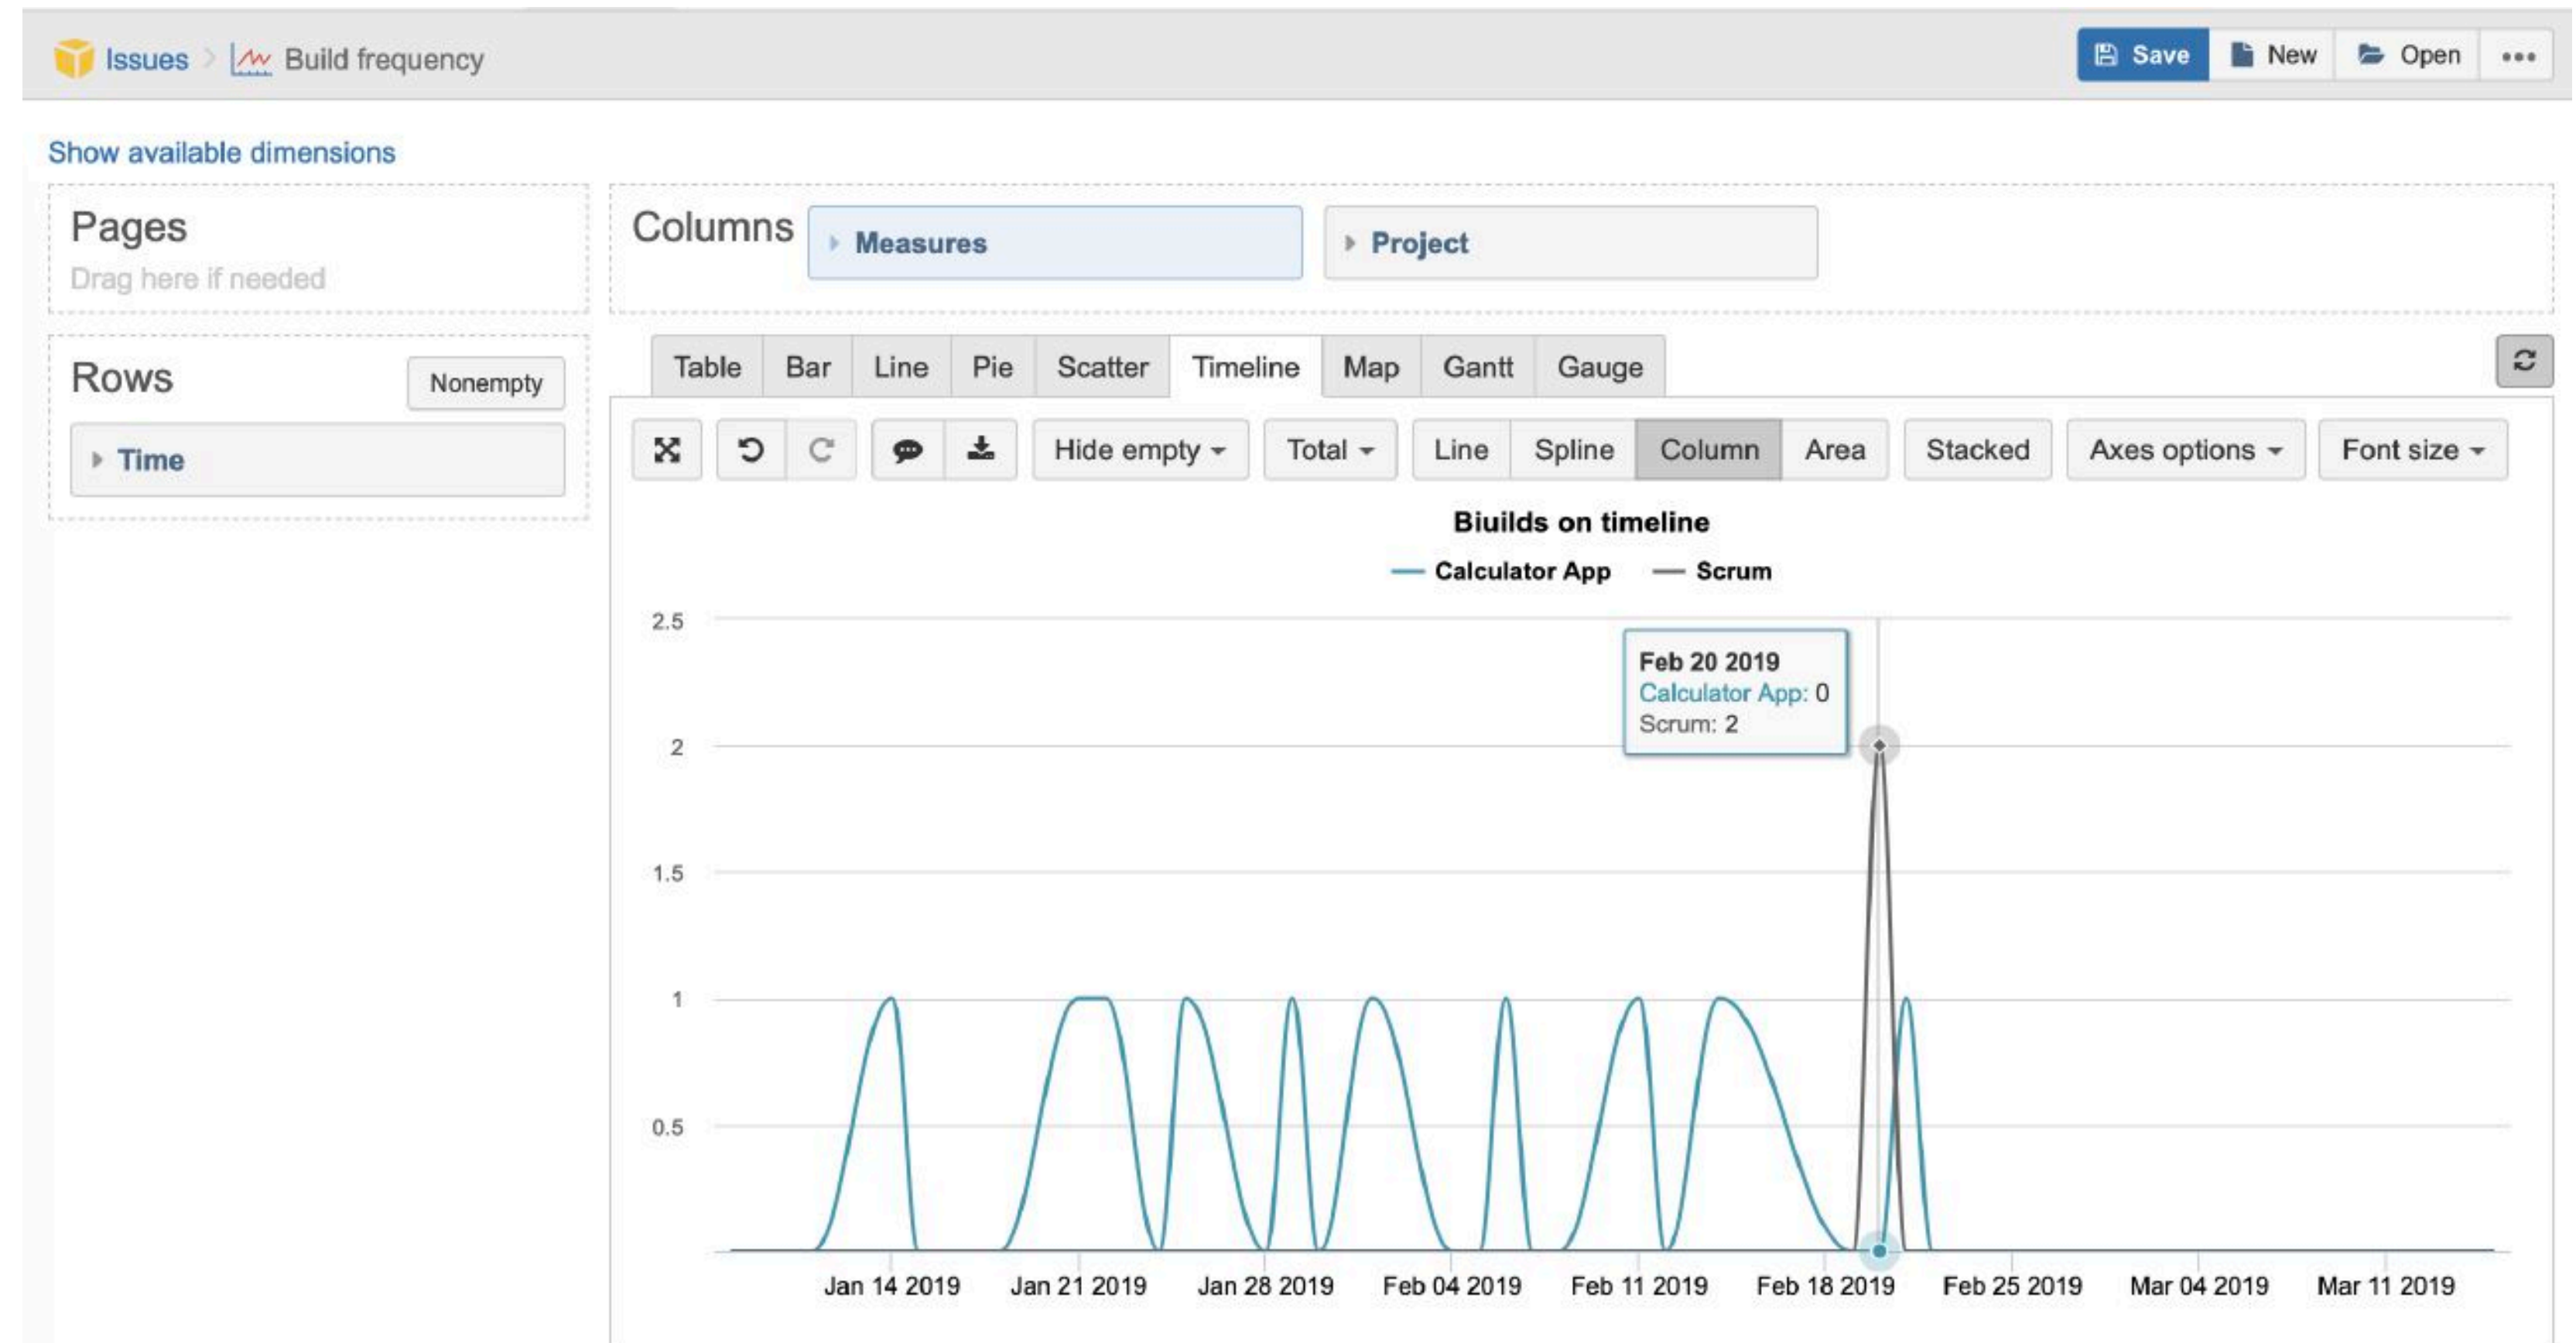 Issues > Build frequency
Save New Open •••
Show available dimensions
Pages
Drag here if needed
Columns Measures Project
Rows Nonempty
Time
Table Bar Line Pie Scatter Timeline Map Gantt Gauge
Hide empty Total Line Spline Column Area Stacked Axes options Font size
Biuilds on timeline
Calculator App Scrum
2.5
Feb 20 2019
Calculator App: 0
Scrum: 2
2
1.5
1
0.5
Jan 14 2019 Jan 21 2019 Jan 28 2019 Feb 04 2019 Feb 11 2019 Feb 18 2019 Feb 25 2019 Mar 04 2019 Mar 11 2019